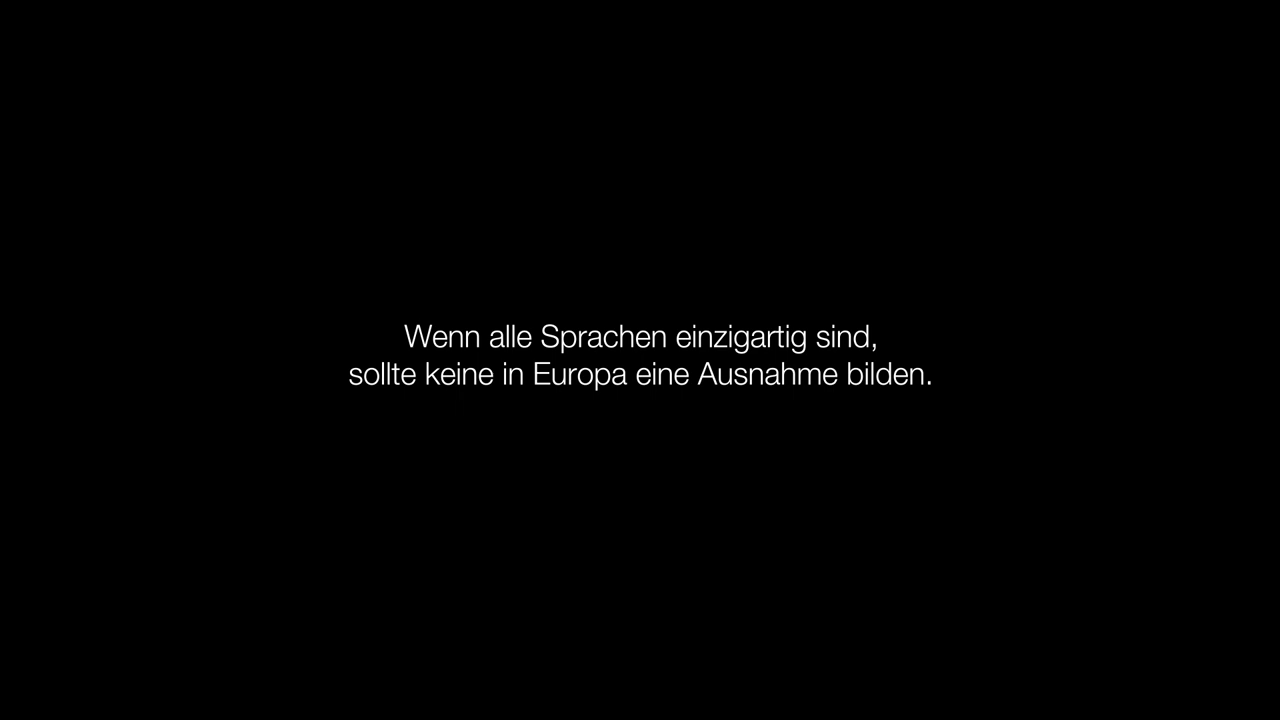 Wenn alle Sprachen einzigartig sind,
sollte keine in Europa eine Ausnahme bilden.